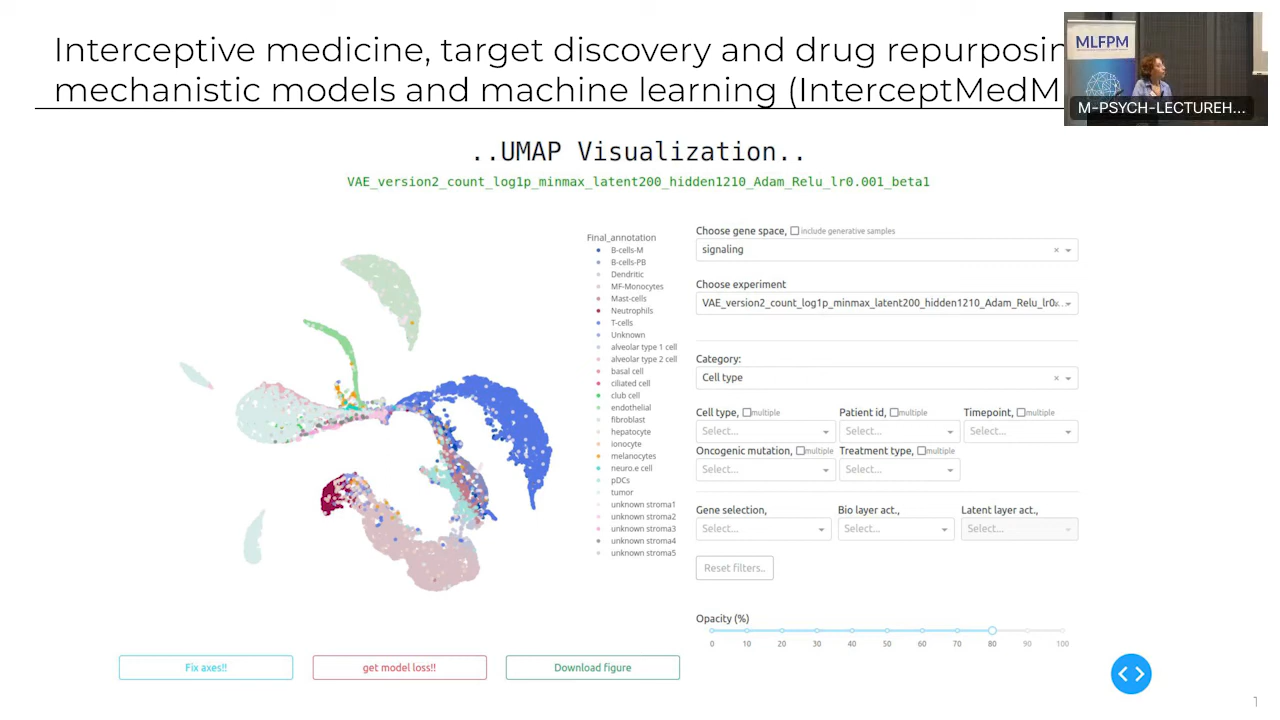 Interceptive medicine, target discovery and drug repurposin
mechanistic models and machine learning (InterceptMedM
MLFPM
M-PSYCH-LECTUREH...
..UMAP Visualization..
VAE_version2_count_log1p_minmax_latent200_hidden1210_Adam_Relu_lr0.001_beta1
Final_annotation
B-cells-M
B-cells-PB
Dendritic
MF-Monocytes
Mast-cells
Neutrophils
T-cells
Unknown
alveolar type 1 cell
alveolar type 2 cell
basal cell
ciliated cell
club cell
endothelial
fibroblast
hepatocyte
ionocyte
melanocytes
neuro.e cell
pDCs
tumor
unknown stroma1
unknown stroma2
unknown stroma3
unknown stroma4
unknown stroma5
Choose gene space, include generative samples
signaling
Choose experiment
VAE_version2_count_log1p_minmax_latent200_hidden1210_Adam_Relu_lr0...
Category:
Cell type
Cell type, multiple Patient id, multiple Timepoint, multiple
Select... Select... Select...
Oncogenic mutation, multiple Treatment type, multiple
Select... Select...
Gene selection, Bio layer act., Latent layer act.,
Select... Select... Select...
Reset filters..
Opacity (%)
0 10 20 30 40 50 60 70 80 90 100
Fix axes!! get model loss!! Download figure
1